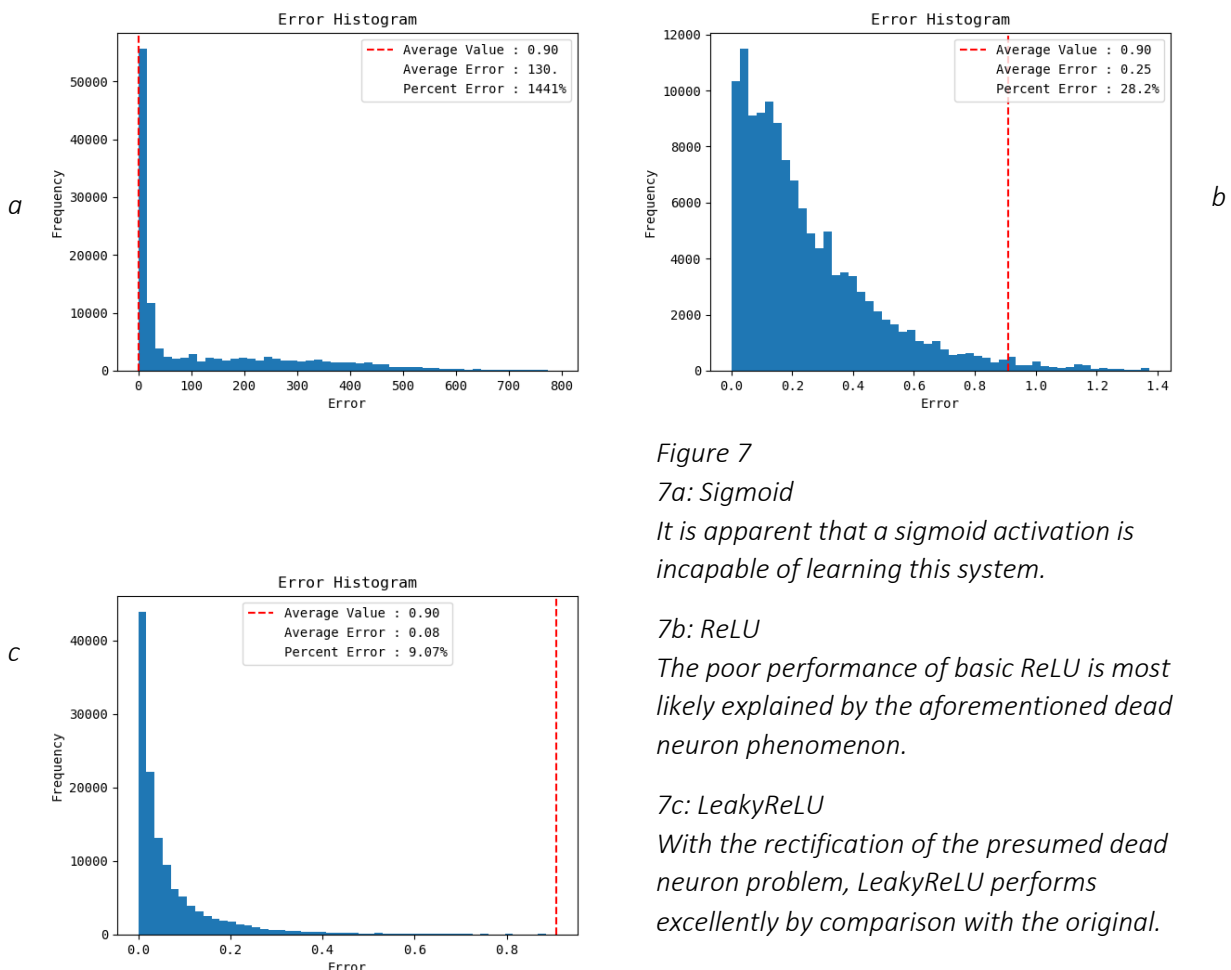 Error Histogram
Average Value : 0.90
Average Error : 130.
Percent Error : 1441%
Frequency
50000
40000
30000
20000
10000
0
0 100 200 300 400 500 600 700 800
Error
a
Error Histogram
Average Value : 0.90
Average Error : 0.25
Percent Error : 28.2%
Frequency
12000
10000
8000
6000
4000
2000
0
0.0 0.2 0.4 0.6 0.8 1.0 1.2 1.4
Error
b
Figure 7
7a: Sigmoid
It is apparent that a sigmoid activation is
incapable of learning this system.
7b: ReLU
The poor performance of basic ReLU is most
likely explained by the aforementioned dead
neuron phenomenon.
7c: LeakyReLU
With the rectification of the presumed dead
neuron problem, LeakyReLU performs
excellently by comparison with the original.
Error Histogram
Average Value : 0.90
Average Error : 0.08
Percent Error : 9.07%
Frequency
40000
30000
20000
10000
0
0.0 0.2 0.4 0.6 0.8
Error
c